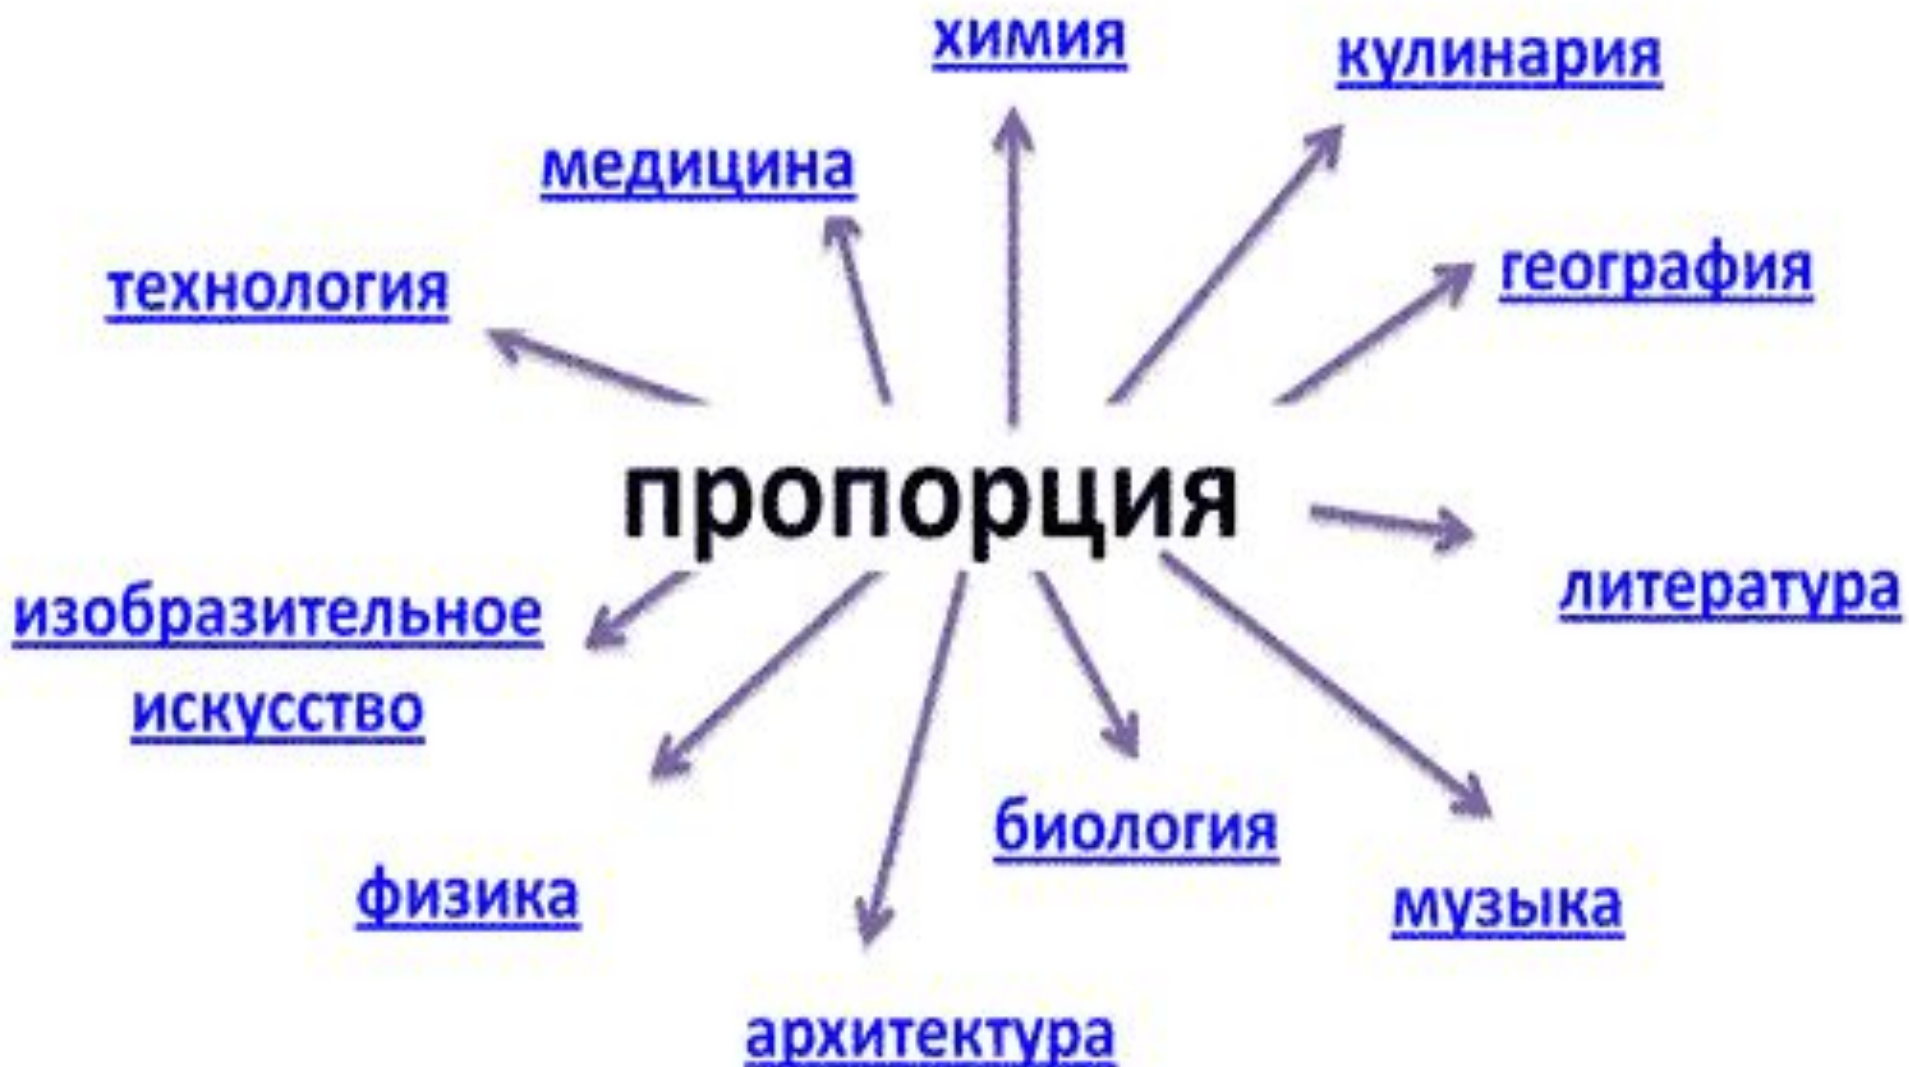 химия
кулинария
медицина
география
технология
пропорция
литература
изобразительное
искусство
биология
физика
музыка
архитектура